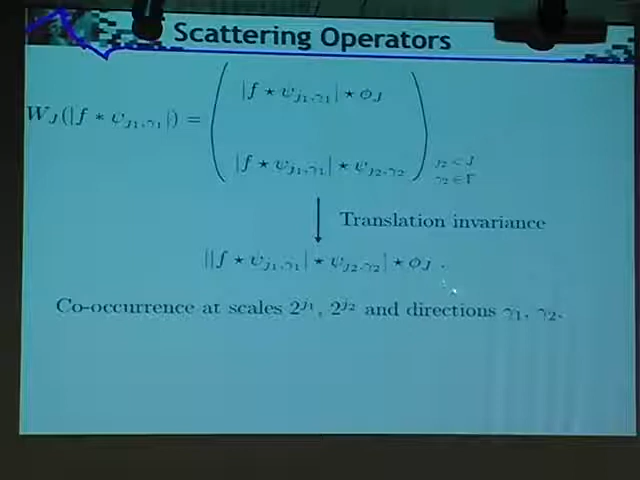 Scattering Operators
|f ⋆ ψ_{j₁,γ₁}| ⋆ φ_J
W_J(|f ∗ ψ_{j₁,γ₁}|) =
|f ⋆ ψ_{j₁,γ₁}| ⋆ ψ_{j₂,γ₂}
j₂ < J
γ₂ ∈ Γ
Translation invariance
||f ⋆ ψ_{j₁,γ₁}| ⋆ ψ_{j₂,γ₂}| ⋆ φ_J .
Co-occurrence at scales 2^{j₁}, 2^{j₂} and directions γ₁, γ₂.